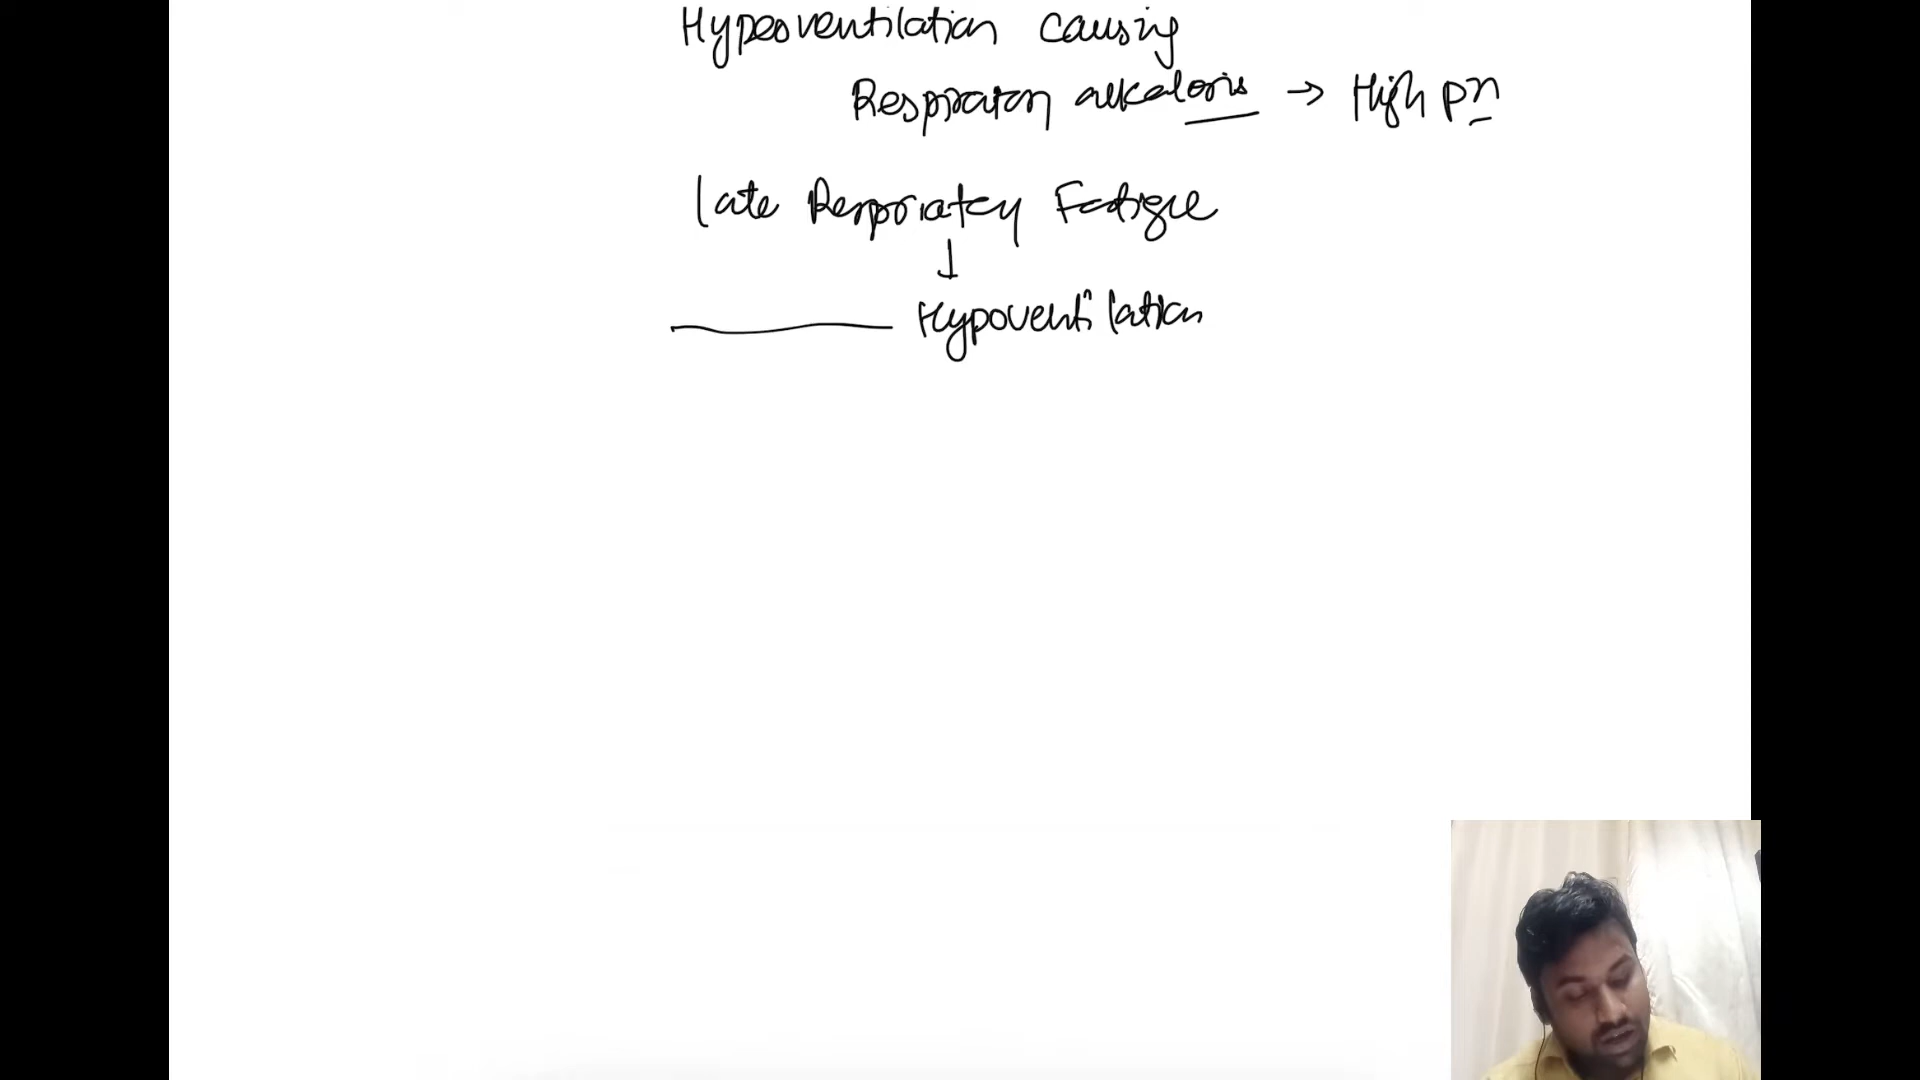 Hyperventilation causing
Respiratory alkalosis → High pH
late Respiratory Fatigue
↓
Hypoventilation